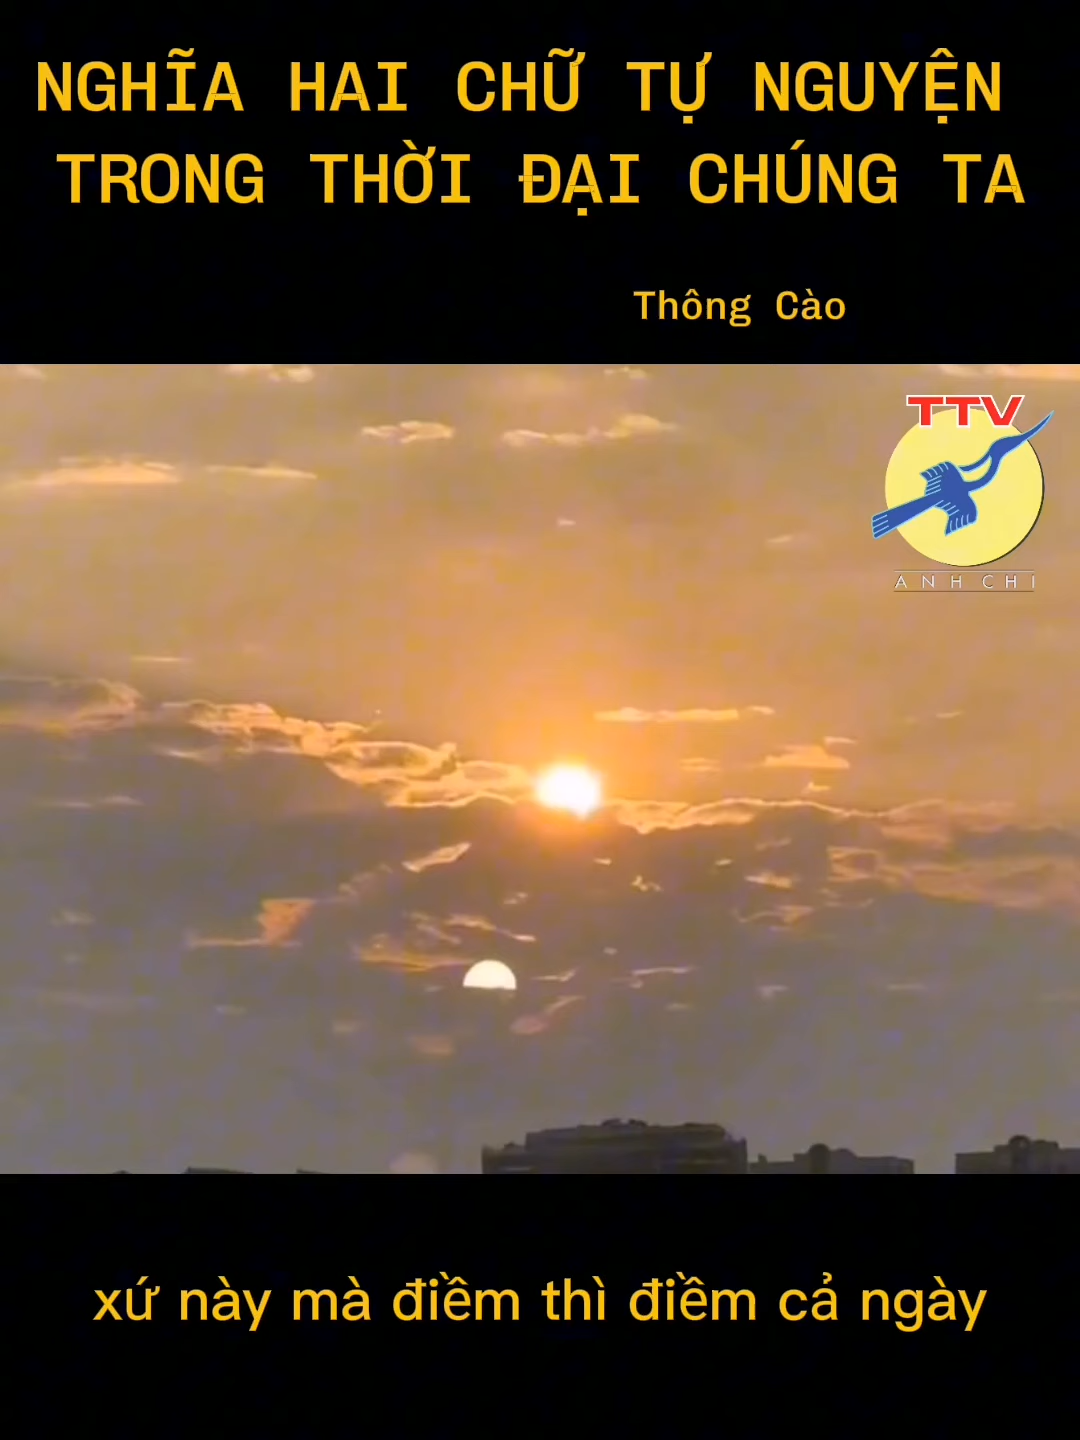 NGHĨA HAI CHỮ TỰ NGUYỆN
TRONG THỜI ĐẠI CHÚNG TA
Thông Cào
TTV
ANH CHI
xứ này mà điềm thì điềm cả ngày